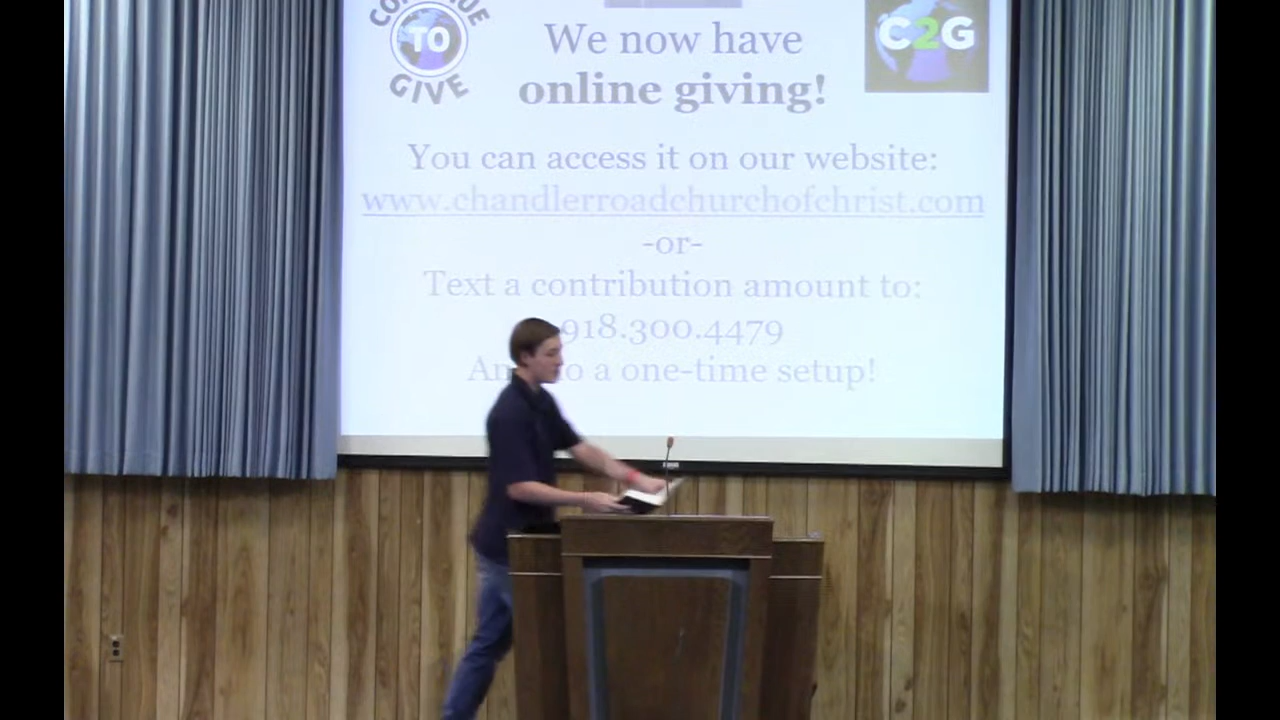 TO
GIVE
C2G
We now have
online giving!
You can access it on our website:
www.chandlerroadchurchofchrist.com
-or-
Text a contribution amount to:
918.300.4479
a one-time setup!